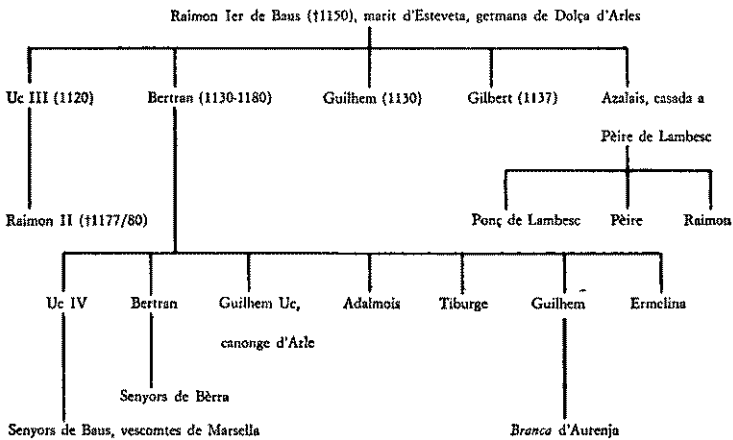 Raimon Ier de Baus (†1150), marit d'Esteveta, germana de Dolça d'Arles
Uc III (1120) Bertran (1130-1180) Guilhem (1130) Gilbert (1137) Azalais, casada a
Pèire de Lambesc
Raimon II (†1177/80) Ponç de Lambesc Pèire Raimon
Uc IV Bertran Guilhem Uc, Adalmois Tiburge Guilhem Ermelina
canonge d'Arle
Senyors de Bèrra
Senyors de Baus, vescomtes de Marsella Branca d'Aurenja